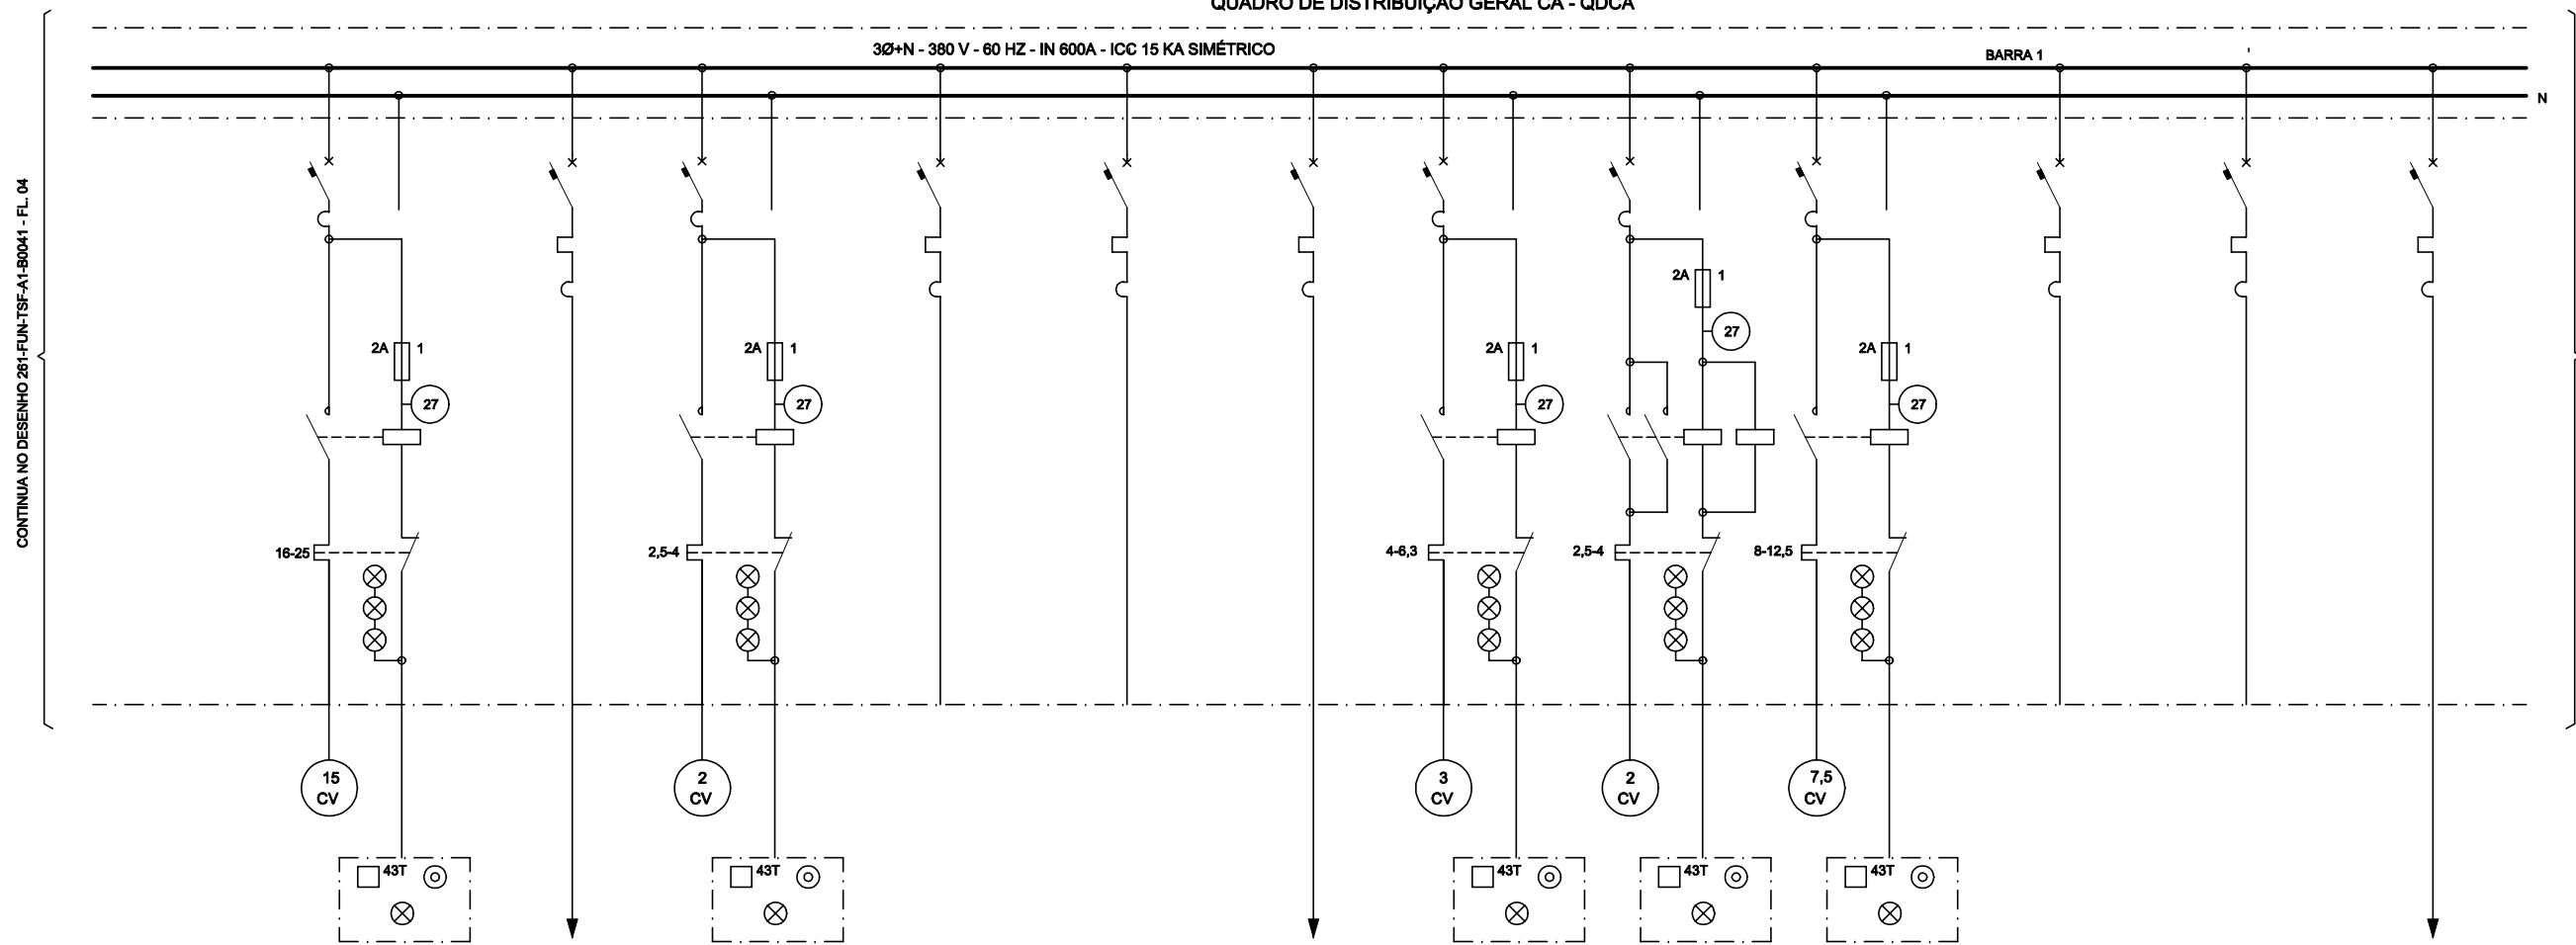 QUADRO DE DISTRIBUIÇÃO GERAL CA - QDCA
3Ø+N - 380 V - 60 HZ - IN 600A - ICC 15 KA SIMÉTRICO
BARRA 1
N
CONTINUA NO DESENHO 261-FUN-TSF-A1-B0041 - FL. 04
2A 1
27
2A 1
27
2A 1
27
2A 1
27
2A 1
27
16-25
2,5-4
4-6,3
2,5-4
8-12,5
15
CV
2
CV
3
CV
2
CV
7,5
CV
43T
43T
43T
43T
43T